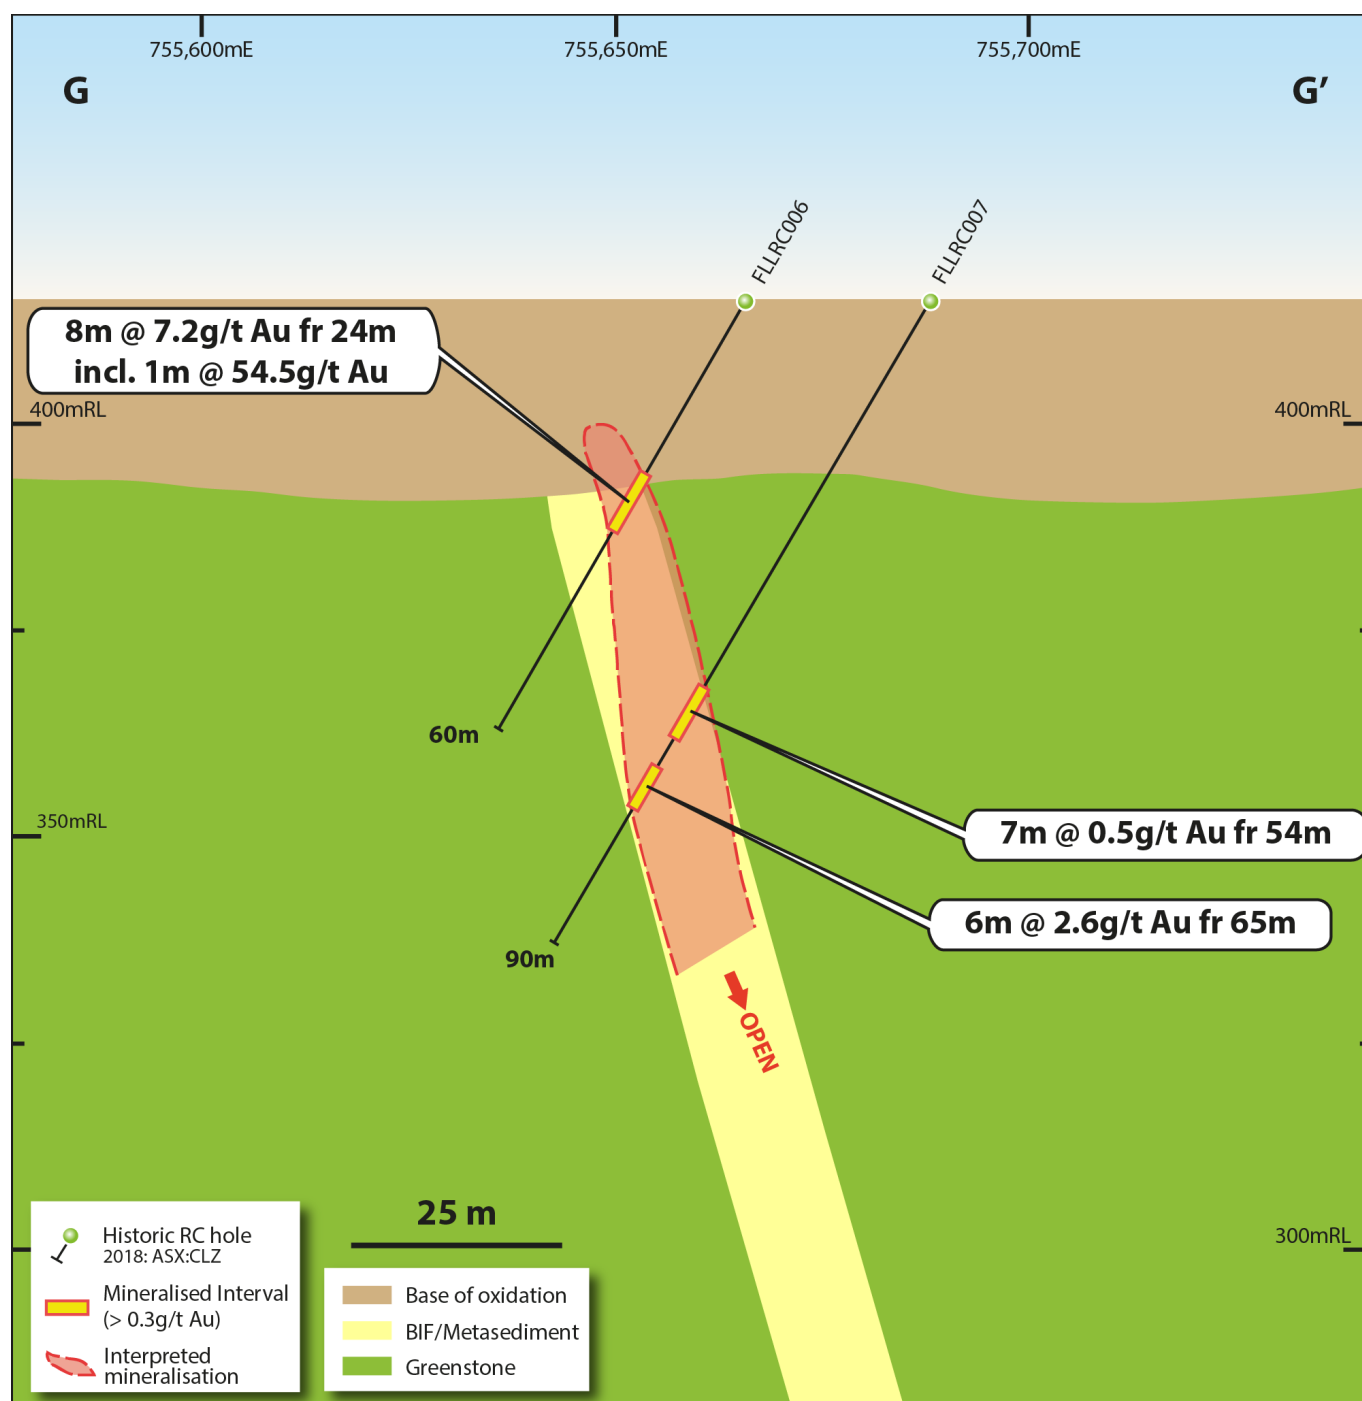 755,600mE
755,650mE
755,700mE
G
G’
FLLRC006
FLLRC007
8m @ 7.2g/t Au fr 24m
incl. 1m @ 54.5g/t Au
400mRL
400mRL
60m
350mRL
7m @ 0.5g/t Au fr 54m
6m @ 2.6g/t Au fr 65m
90m
OPEN
25 m
300mRL
Historic RC hole
2018: ASX:CLZ
Mineralised Interval
(> 0.3g/t Au)
Interpreted
mineralisation
Base of oxidation
BIF/Metasediment
Greenstone